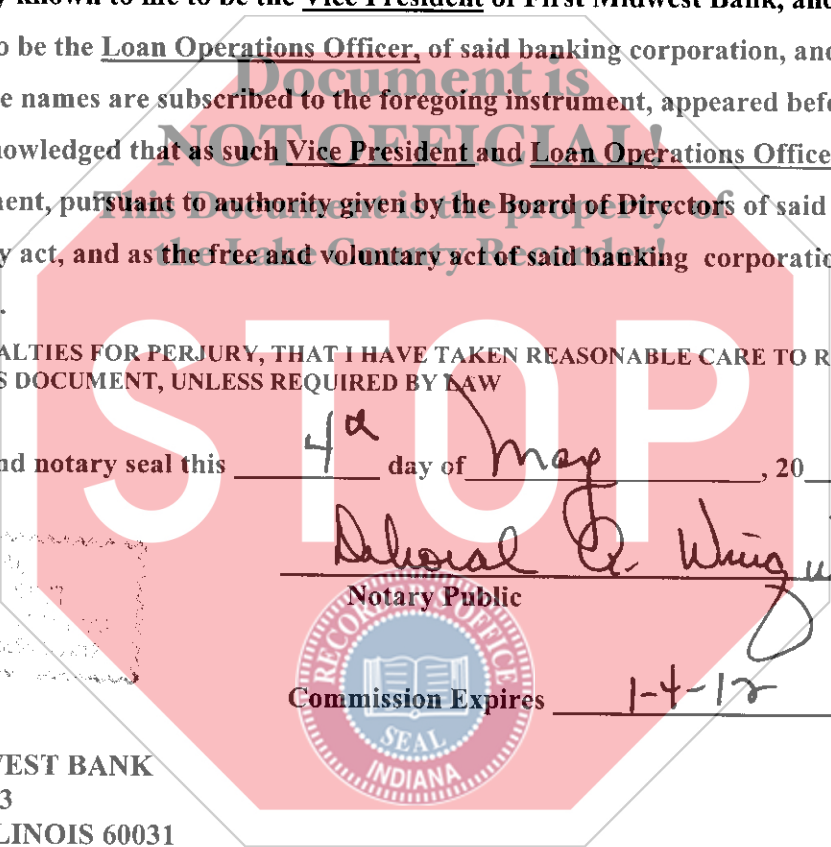 y known to me to be the Vice President of First Midwest Bank, and
o be the Loan Operations Officer, of said banking corporation, and
Document is
e names are subscribed to the foregoing instrument, appeared befo
NOT OFFICIAL!
nowledged that as such Vice President and Loan Operations Office
This Document is the property of
ent, pursuant to authority given by the Board of Directors of said
the Lake County Recorder!
y act, and as the free and voluntary act of said banking corporatio
.
ALTIES FOR PERJURY, THAT I HAVE TAKEN REASONABLE CARE TO R
S DOCUMENT, UNLESS REQUIRED BY LAW
STOP
nd notary seal this 4th day of May, 20
Notary Public
RECORDER'S OFFICE
Commission Expires 1-4-12
SEAL
INDIANA
EST BANK
3
LINOIS 60031